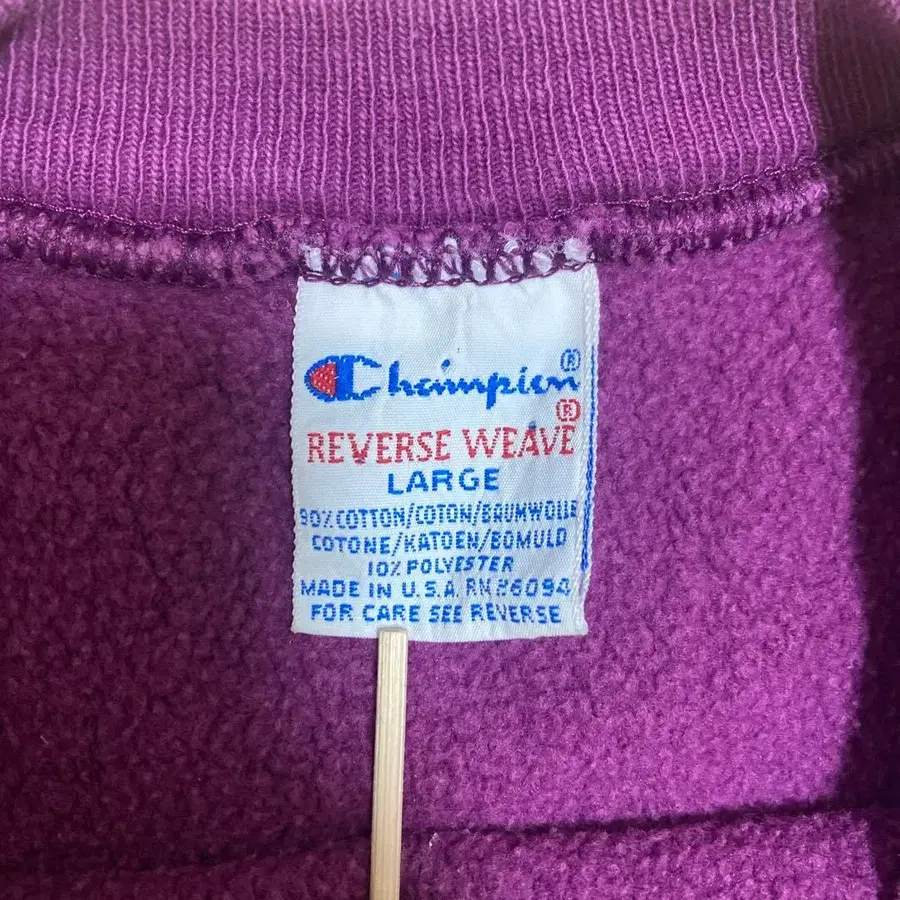 Champion®
REVERSE WEAVE®
LARGE
90% COTTON/COTON/BAUMWOLLE
COTONE/KATOEN/BOMULD
10% POLYESTER
MADE IN U.S.A. RN 26094
FOR CARE SEE REVERSE